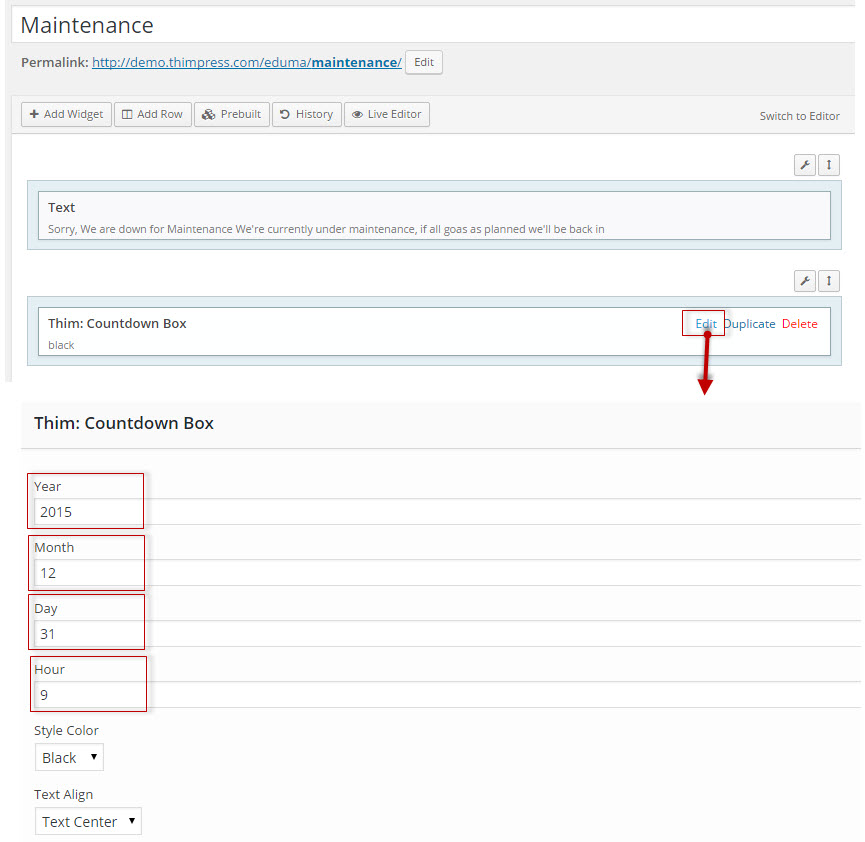 Maintenance
Permalink: http://demo.thimpress.com/eduma/maintenance/ Edit
Add Widget Add Row Prebuilt History Live Editor Switch to Editor
Text
Sorry, We are down for Maintenance We're currently under maintenance, if all goas as planned we'll be back in
Thim: Countdown Box Edit Duplicate Delete
black
Thim: Countdown Box
Year
2015
Month
12
Day
31
Hour
9
Style Color
Black
Text Align
Text Center